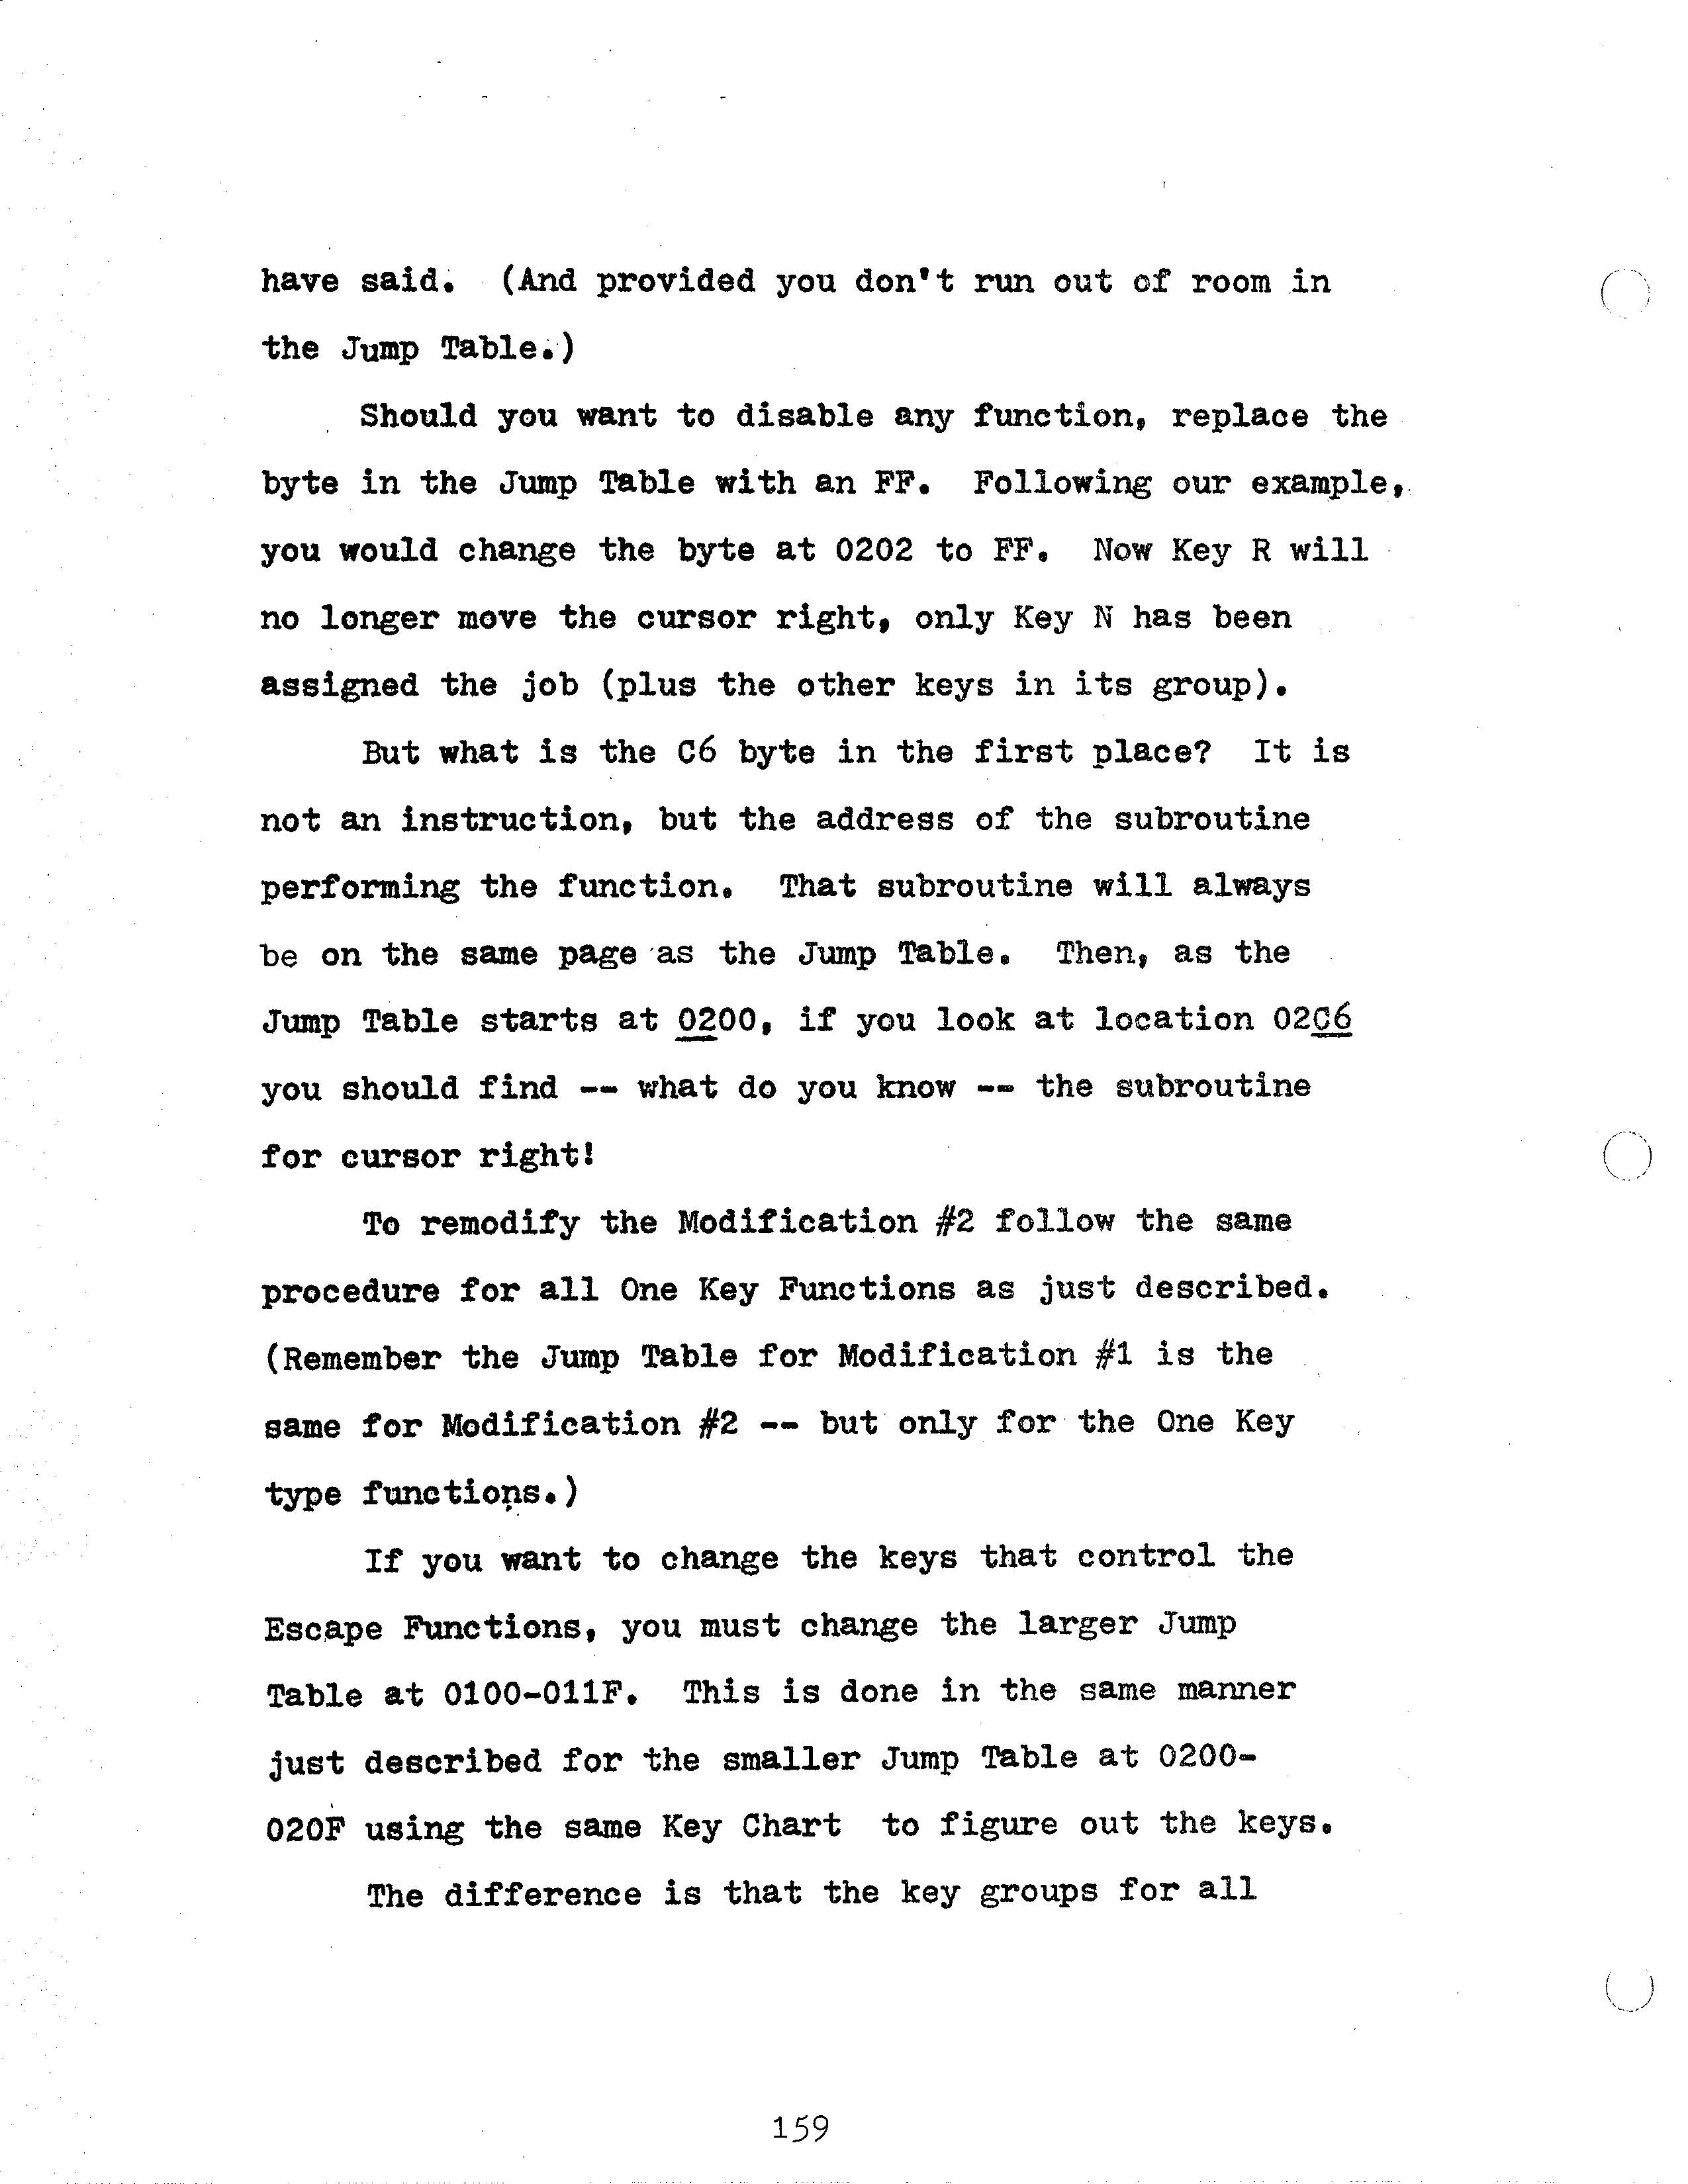 have said.  (And provided you don't run out of room in
the Jump Table.)
Should you want to disable any function, replace the
byte in the Jump Table with an FF.  Following our example,
you would change the byte at 0202 to FF.  Now Key R will
no longer move the cursor right, only Key N has been
assigned the job (plus the other keys in its group).
But what is the C6 byte in the first place?  It is
not an instruction, but the address of the subroutine
performing the function.  That subroutine will always
be on the same page as the Jump Table.  Then, as the
Jump Table starts at 0200, if you look at location 02C6
you should find -- what do you know -- the subroutine
for cursor right!
To remodify the Modification #2 follow the same
procedure for all One Key Functions as just described.
(Remember the Jump Table for Modification #1 is the
same for Modification #2 -- but only for the One Key
type functions.)
If you want to change the keys that control the
Escape Functions, you must change the larger Jump
Table at 0100-011F.  This is done in the same manner
just described for the smaller Jump Table at 0200-
020F using the same Key Chart  to figure out the keys.
The difference is that the key groups for all
159